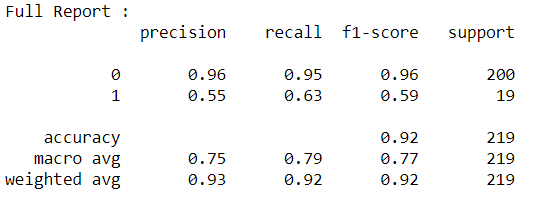 Full Report :
precision recall f1-score support
0 0.96 0.95 0.96 200
1 0.55 0.63 0.59 19
accuracy 0.92 219
macro avg 0.75 0.79 0.77 219
weighted avg 0.93 0.92 0.92 219